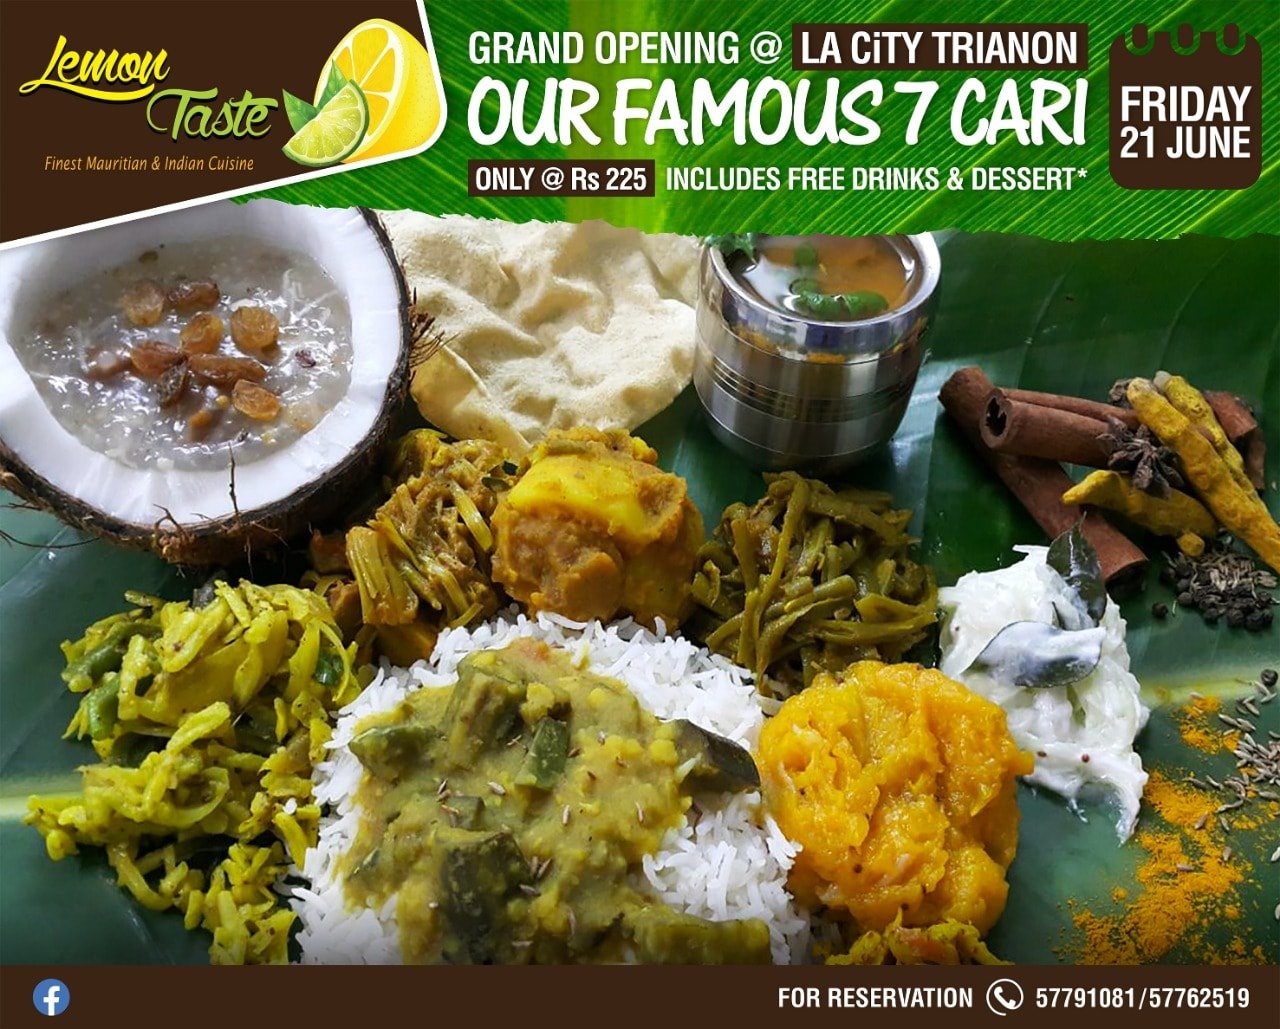 Lemon
Taste
Finest Mauritian & Indian Cuisine
GRAND OPENING @ LA CiTY TRIANON
OUR FAMOUS 7 CARI
ONLY @ Rs 225 INCLUDES FREE DRINKS & DESSERT*
FRIDAY
21 JUNE
f
FOR RESERVATION 57791081/57762519